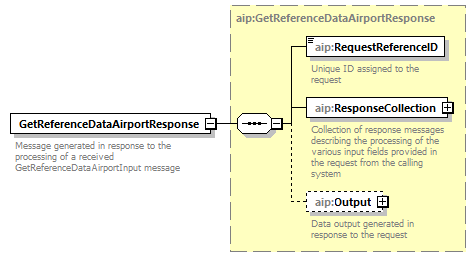 aip:GetReferenceDataAirportResponse
aip:RequestReferenceID
Unique ID assigned to the
request
GetReferenceDataAirportResponse
Message generated in response to the
processing of a received
GetReferenceDataAirportInput message
aip:ResponseCollection
Collection of response messages
describing the processing of the
various input fields provided in
the request from the calling
system
aip:Output
Data output generated in
response to the request